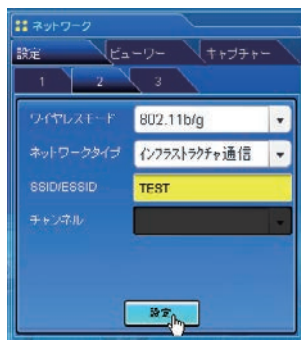 ネットワーク
設定 ビューワー キャプチャー
1 2 3
ワイヤレスモード 802.11b/g
ネットワークタイプ インフラストラクチャ通信
SSID/ESSID TEST
チャンネル
設定